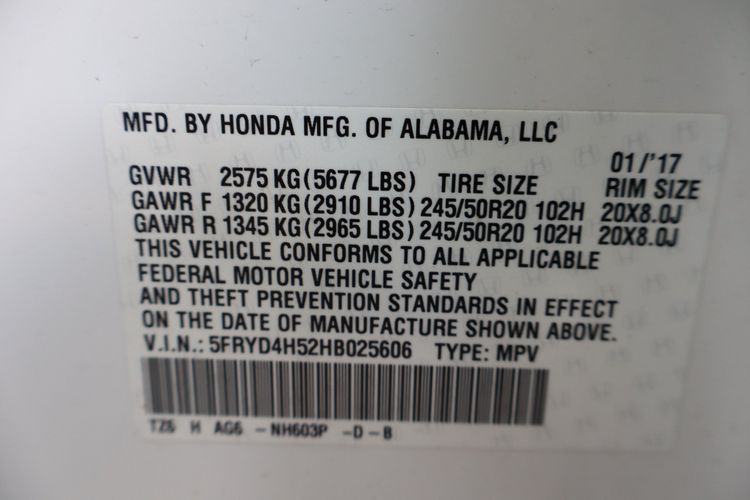 MFD. BY HONDA MFG. OF ALABAMA, LLC
01/'17
GVWR 2575 KG (5677 LBS) TIRE SIZE RIM SIZE
GAWR F 1320 KG (2910 LBS) 245/50R20 102H 20X8.0J
GAWR R 1345 KG (2965 LBS) 245/50R20 102H 20X8.0J
THIS VEHICLE CONFORMS TO ALL APPLICABLE
FEDERAL MOTOR VEHICLE SAFETY
AND THEFT PREVENTION STANDARDS IN EFFECT
ON THE DATE OF MANUFACTURE SHOWN ABOVE.
V.I.N.: 5FRYD4H52HB025606 TYPE: MPV
TZ6 H AG6 -NH603P -D-B